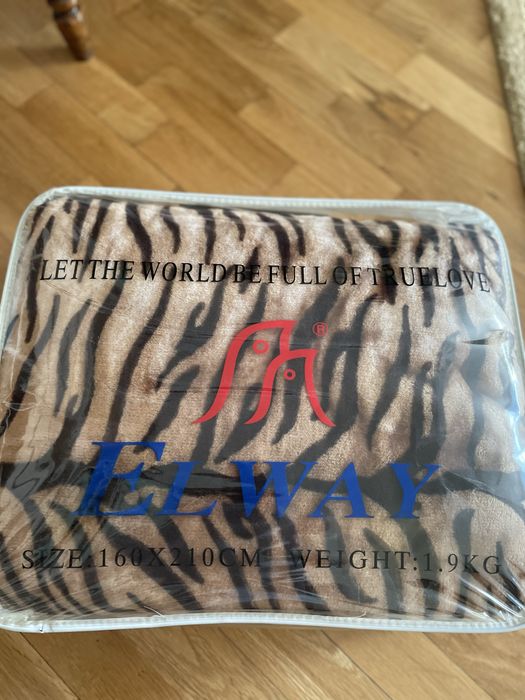 LET THE WORLD BE FULL OF TRUELOVE
®
ELWAY
SIZE:160X210CM WEIGHT:1.9KG